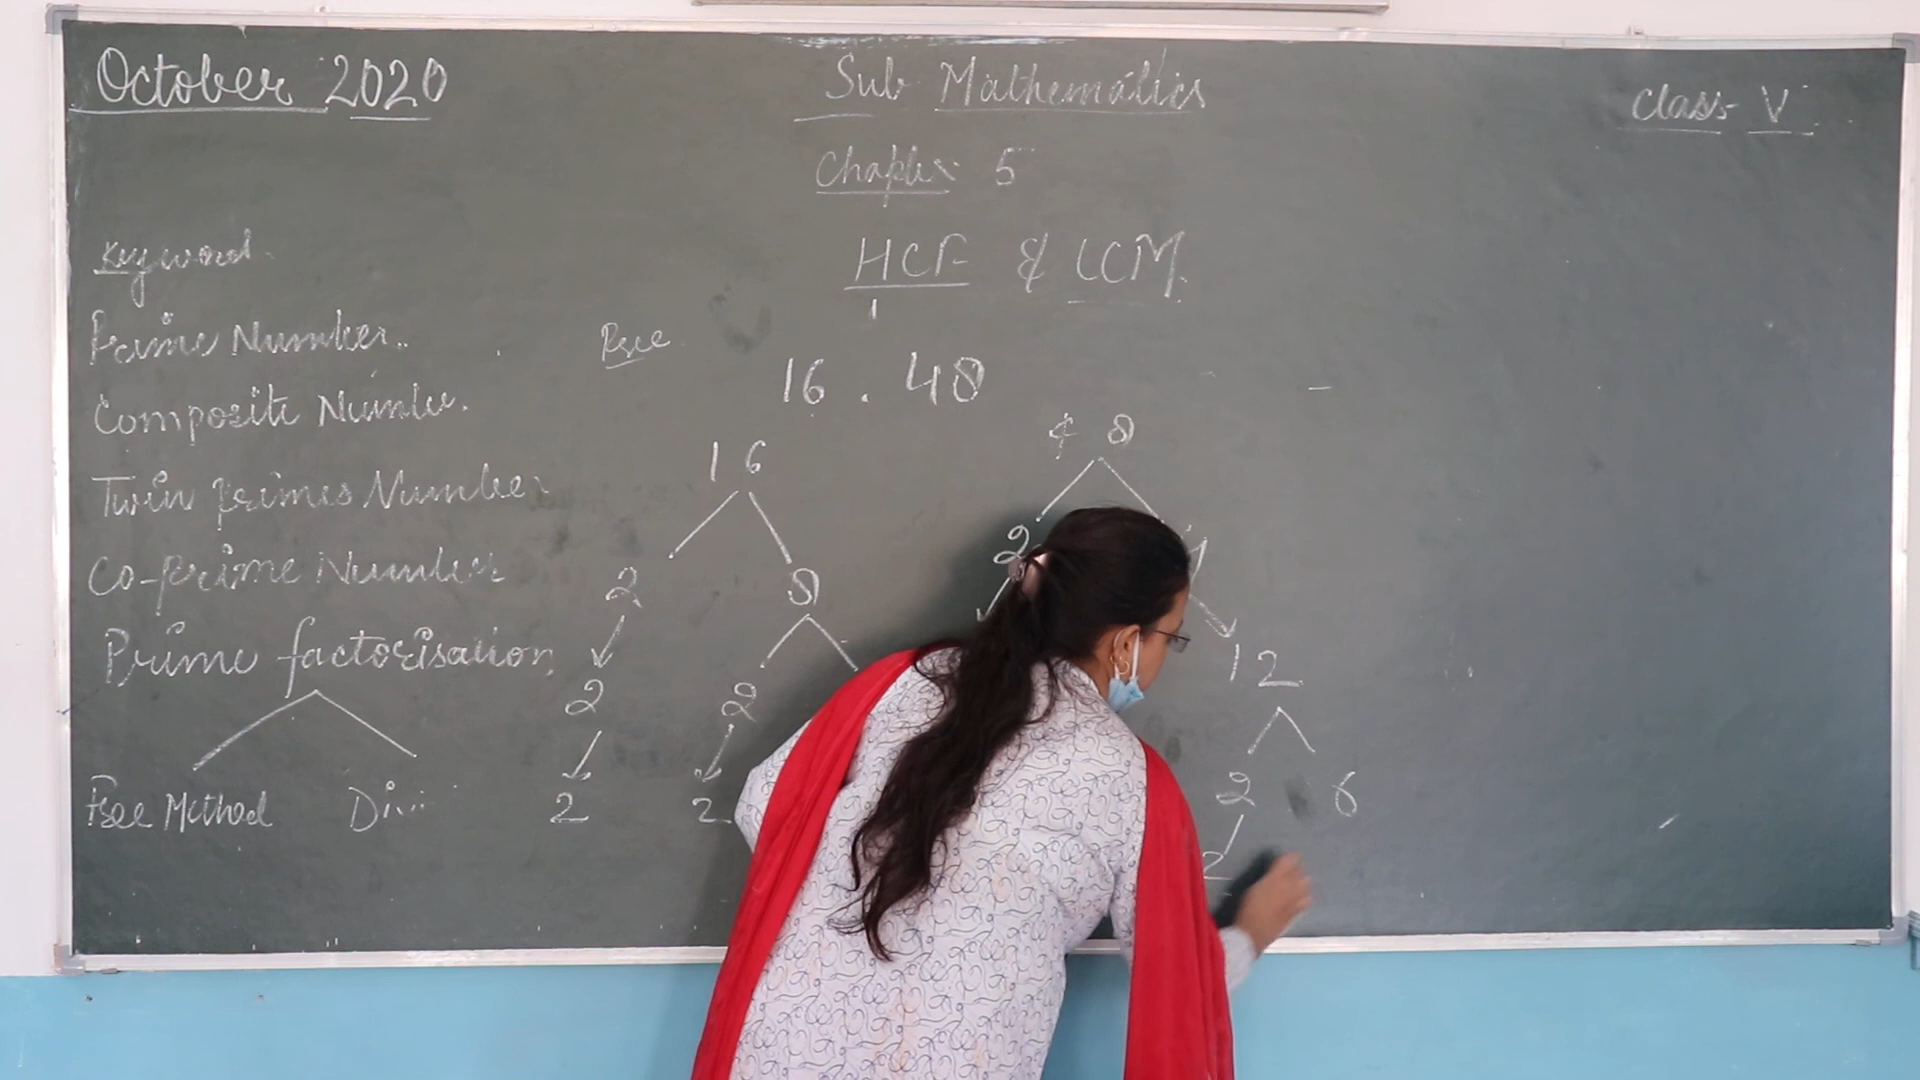 October 2020
Sub Mathematics
Class V
Chapter 5
Keyword
HCF & LCM
Prime Number.
Composite Number.
Twin primes Number
Co-Prime Number
Prime factorisation
Tree Method Divi
Tree
16 . 48
16
2 8
2 2
2 2
48
2
12
2 6
2